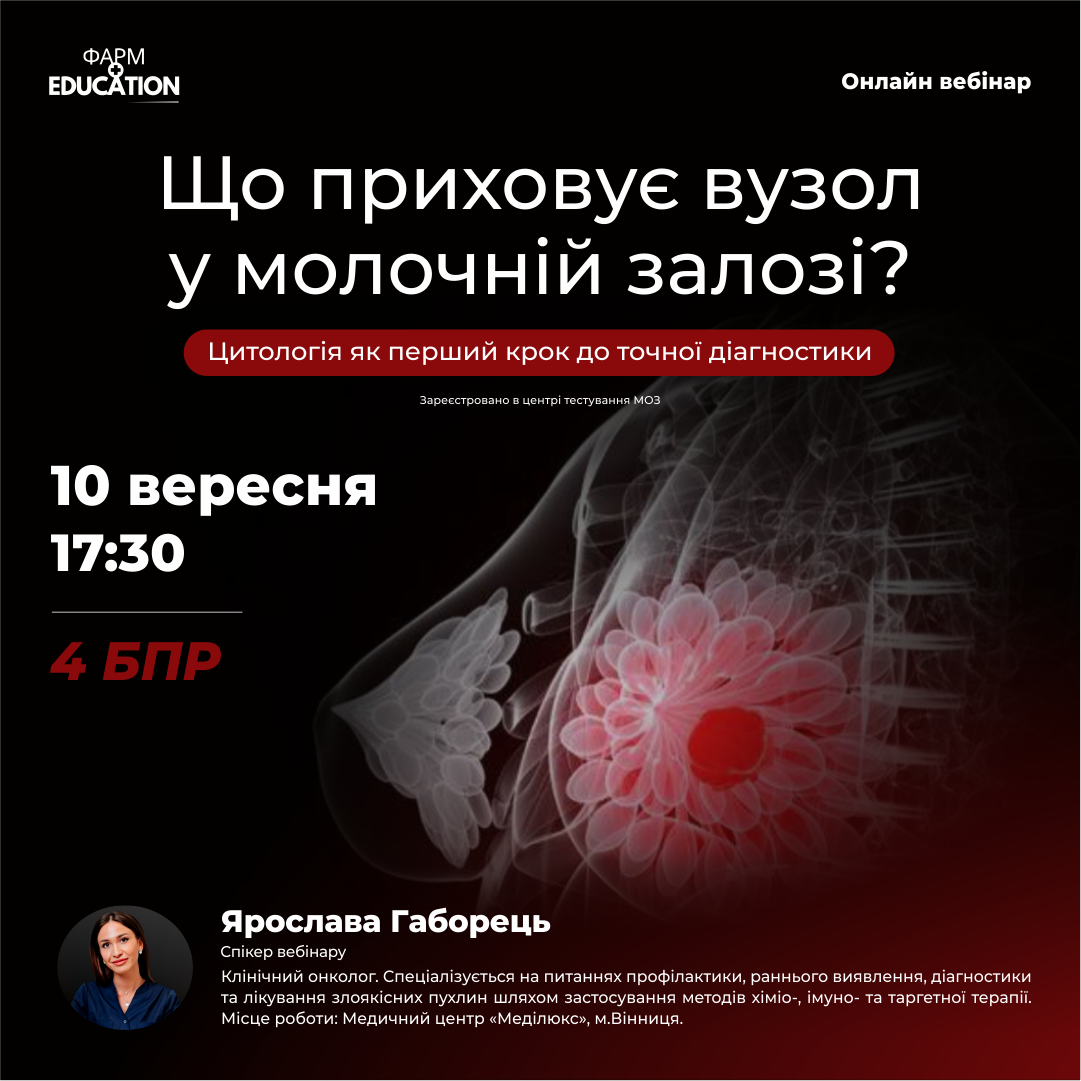 ФАРМ
EDUCATION
Онлайн вебінар
Що приховує вузол
у молочній залозі?
Цитологія як перший крок до точної діагностики
Зареєстровано в центрі тестування МОЗ
10 вересня
17:30
4 БПР
Ярослава Габорець
Спікер вебінару
Клінічний онколог. Спеціалізується на питаннях профілактики, раннього виявлення, діагностики
та лікування злоякісних пухлин шляхом застосування методів хіміо-, імуно- та таргетної терапії.
Місце роботи: Медичний центр «Меділюкс», м.Вінниця.